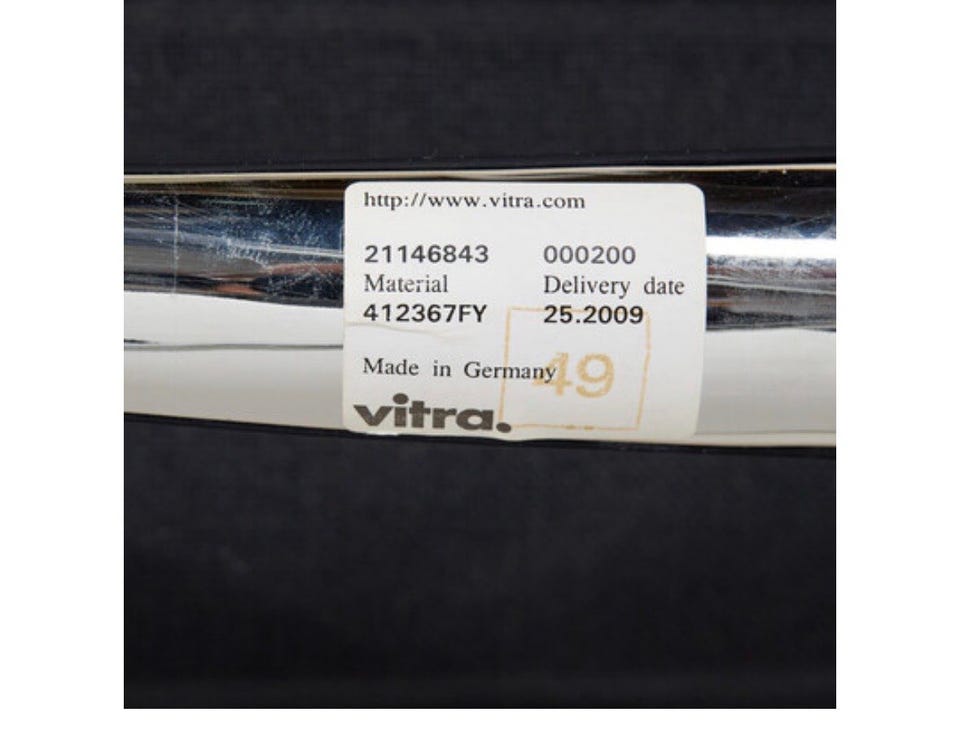 http://www.vitra.com
21146843 000200
Material Delivery date
412367FY 25.2009
49
Made in Germany
vitra.